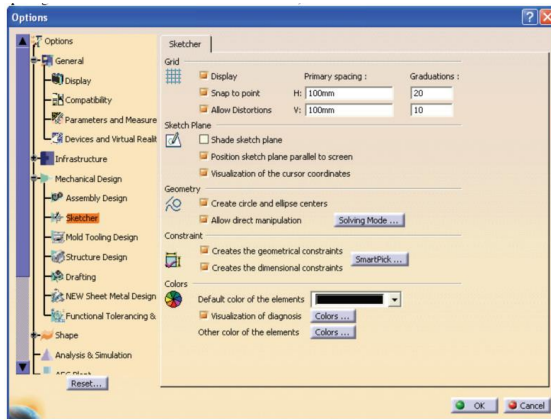 Options
Options
General
Display
Compatibility
Parameters and Measure
Devices and Virtual Realit
Infrastructure
Mechanical Design
Assembly Design
Sketcher
Mold Tooling Design
Structure Design
Drafting
NEW Sheet Metal Design
Functional Tolerancing &
Shape
Analysis & Simulation
Reset...
Sketcher
Grid
Display Primary spacing : Graduations :
Snap to point H: 100mm 20
Allow Distortions V: 100mm 10
Sketch Plane
Shade sketch plane
Position sketch plane parallel to screen
Visualization of the cursor coordinates
Geometry
Create circle and ellipse centers
Allow direct manipulation Solving Mode ...
Constraint
Creates the geometrical constraints
SmartPick ...
Creates the dimensional constraints
Colors
Default color of the elements
Visualization of diagnosis Colors ...
Other color of the elements Colors ...
OK Cancel